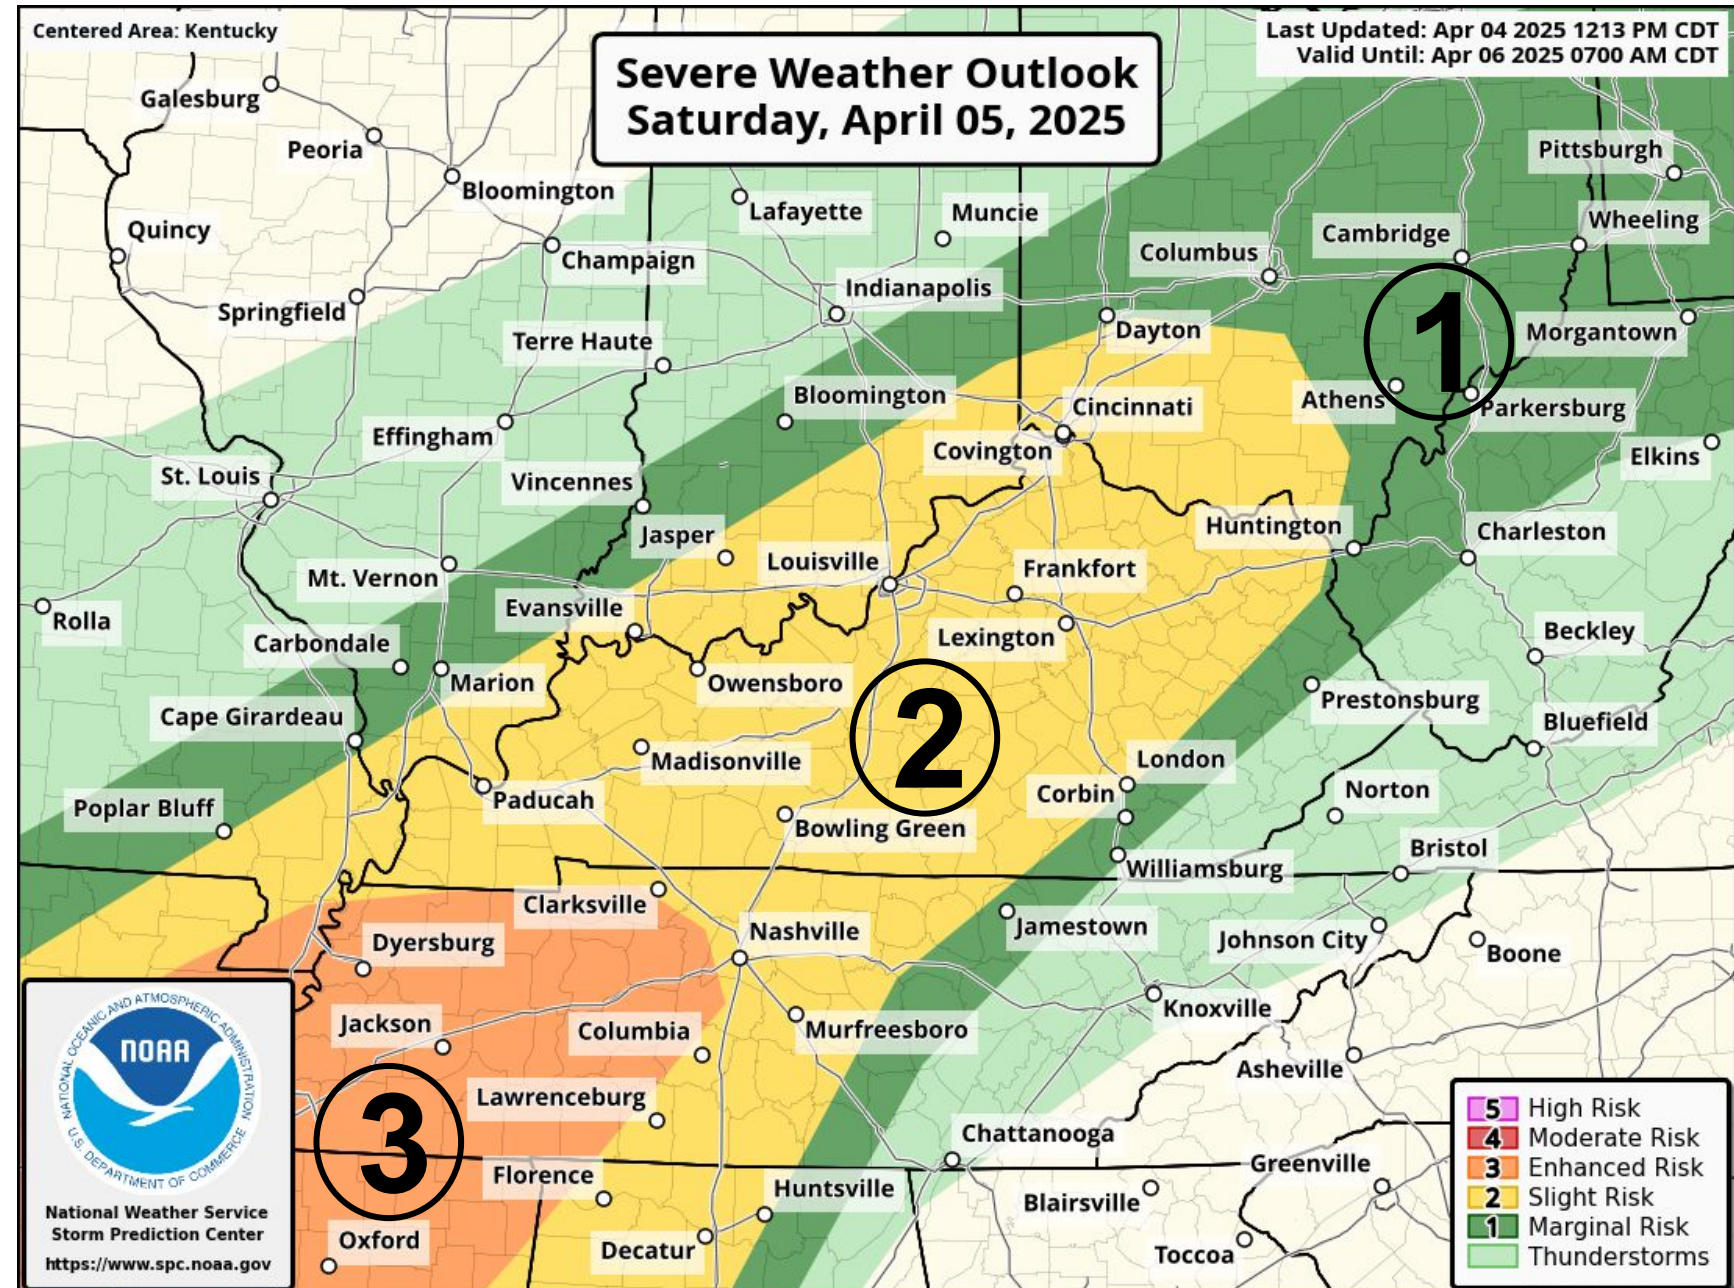 Centered Area: Kentucky
Last Updated: Apr 04 2025 1213 PM CDT
Valid Until: Apr 06 2025 0700 AM CDT
Severe Weather Outlook
Saturday, April 05, 2025
Galesburg
Peoria
Bloomington
Quincy
Champaign
Springfield
Lafayette
Muncie
Indianapolis
Terre Haute
Bloomington
Effingham
St. Louis
Vincennes
Jasper
Mt. Vernon
Evansville
Louisville
Rolla
Carbondale
Marion
Owensboro
Cape Girardeau
Madisonville
Poplar Bluff
Paducah
Bowling Green
Pittsburgh
Wheeling
Cambridge
Columbus
Dayton
Morgantown
1
Athens
Parkersburg
Cincinnati
Covington
Elkins
Huntington
Charleston
Frankfort
Lexington
Beckley
2
Prestonsburg
Bluefield
London
Corbin
Norton
Williamsburg
Bristol
Clarksville
Nashville
Jamestown
Johnson City
Boone
Dyersburg
Jackson
Columbia
Murfreesboro
Knoxville
Asheville
Lawrenceburg
3
Chattanooga
Florence
Huntsville
Blairsville
Greenville
Oxford
Decatur
Toccoa
NATIONAL OCEANIC AND ATMOSPHERIC ADMINISTRATION
NOAA
U.S. DEPARTMENT OF COMMERCE
National Weather Service
Storm Prediction Center
https://www.spc.noaa.gov
5 High Risk
4 Moderate Risk
3 Enhanced Risk
2 Slight Risk
1 Marginal Risk
Thunderstorms